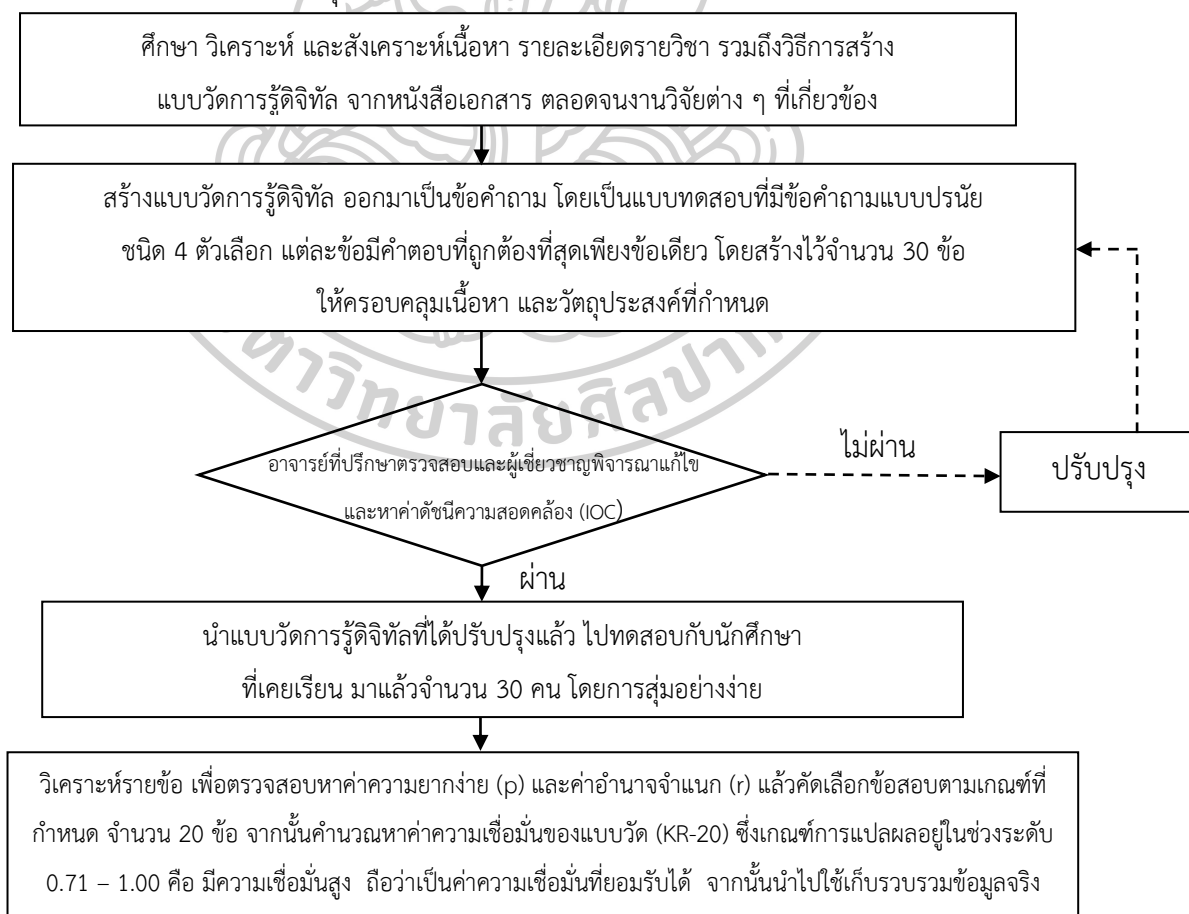 ศึกษา วิเคราะห์ และสังเคราะห์เนื้อหา รายละเอียดรายวิชา รวมถึงวิธีการสร้าง
แบบวัดการรู้ดิจิทัล จากหนังสือเอกสาร ตลอดจนงานวิจัยต่าง ๆ ที่เกี่ยวข้อง
สร้างแบบวัดการรู้ดิจิทัล ออกมาเป็นข้อคำถาม โดยเป็นแบบทดสอบที่มีข้อคำถามแบบปรนัย
ชนิด 4 ตัวเลือก แต่ละข้อมีคำตอบที่ถูกต้องที่สุดเพียงข้อเดียว โดยสร้างไว้จำนวน 30 ข้อ
ให้ครอบคลุมเนื้อหา และวัตถุประสงค์ที่กำหนด
อาจารย์ที่ปรึกษาตรวจสอบและผู้เชี่ยวชาญพิจารณาแก้ไข
และหาค่าดัชนีความสอดคล้อง (IOC)
ไม่ผ่าน
ปรับปรุง
ผ่าน
นำแบบวัดการรู้ดิจิทัลที่ได้ปรับปรุงแล้ว ไปทดสอบกับนักศึกษา
ที่เคยเรียน มาแล้วจำนวน 30 คน โดยการสุ่มอย่างง่าย
วิเคราะห์รายข้อ เพื่อตรวจสอบหาค่าความยากง่าย (p) และค่าอำนาจจำแนก (r) แล้วคัดเลือกข้อสอบตามเกณฑ์ที่
กำหนด จำนวน 20 ข้อ จากนั้นคำนวณหาค่าความเชื่อมั่นของแบบวัด (KR-20) ซึ่งเกณฑ์การแปลผลอยู่ในช่วงระดับ
0.71 – 1.00 คือ มีความเชื่อมั่นสูง ถือว่าเป็นค่าความเชื่อมั่นที่ยอมรับได้ จากนั้นนำไปใช้เก็บรวบรวมข้อมูลจริง